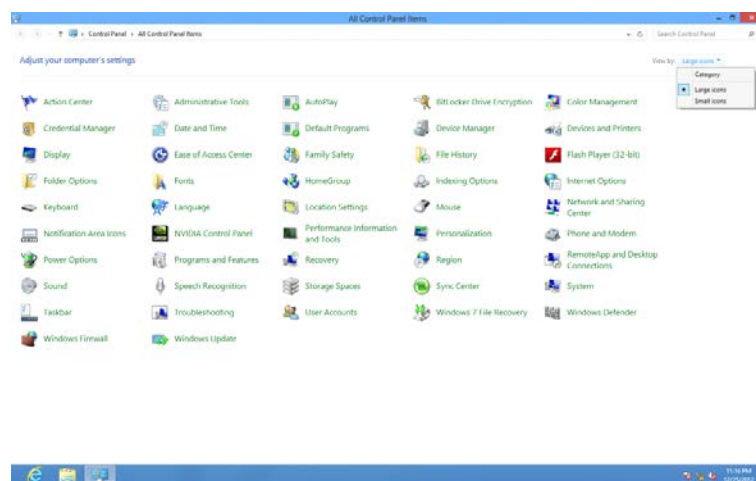 All Control Panel Items
Control Panel › All Control Panel Items
Search Control Panel
Adjust your computer's settings
View by: Large icons
Category
Large icons
Small icons
Action Center
Administrative Tools
AutoPlay
BitLocker Drive Encryption
Color Management
Credential Manager
Date and Time
Default Programs
Device Manager
Devices and Printers
Display
Ease of Access Center
Family Safety
File History
Flash Player (32-bit)
Folder Options
Fonts
HomeGroup
Indexing Options
Internet Options
Keyboard
Language
Location Settings
Mouse
Network and Sharing
Center
Notification Area Icons
NVIDIA Control Panel
Performance Information
and Tools
Personalization
Phone and Modem
Power Options
Programs and Features
Recovery
Region
RemoteApp and Desktop
Connections
Sound
Speech Recognition
Storage Spaces
Sync Center
System
Taskbar
Troubleshooting
User Accounts
Windows 7 File Recovery
Windows Defender
Windows Firewall
Windows Update
11:16 PM